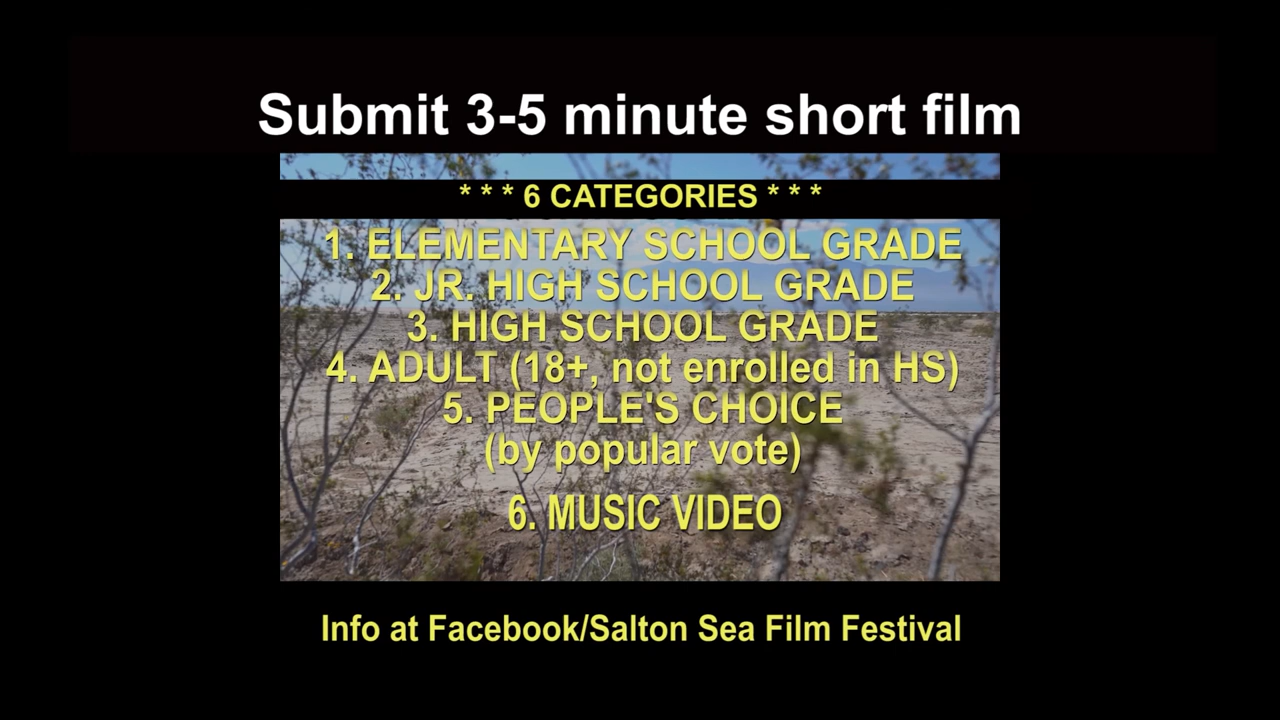 Submit 3-5 minute short film
* * * 6 CATEGORIES * * *
1. ELEMENTARY SCHOOL GRADE
2. JR. HIGH SCHOOL GRADE
3. HIGH SCHOOL GRADE
4. ADULT (18+, not enrolled in HS)
5. PEOPLE'S CHOICE
(by popular vote)
6. MUSIC VIDEO
Info at Facebook/Salton Sea Film Festival